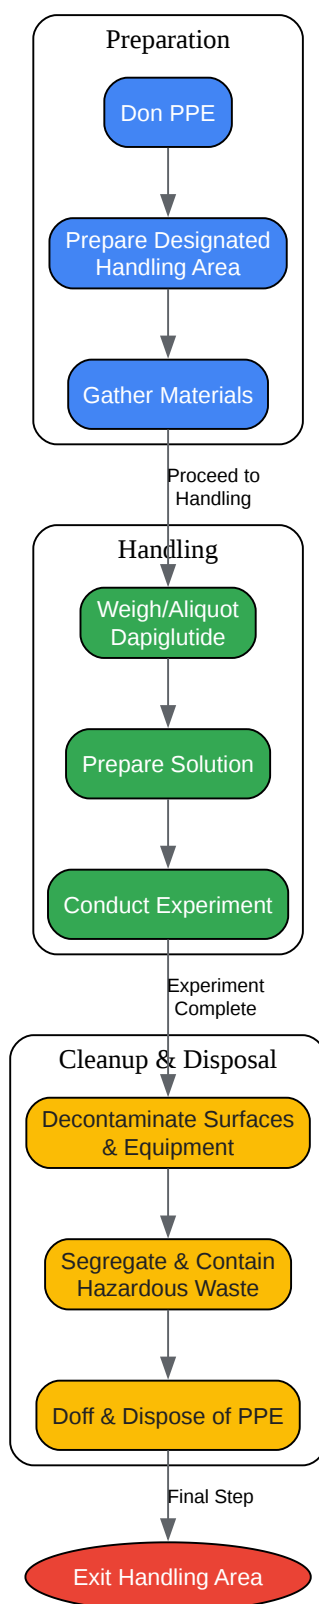 Preparation
Don PPE
Prepare Designated
Handling Area
Gather Materials
Proceed to
Handling
Handling
Weigh/Aliquot
Dapiglutide
Prepare Solution
Conduct Experiment
Experiment
Complete
Cleanup & Disposal
Decontaminate Surfaces
& Equipment
Segregate & Contain
Hazardous Waste
Doff & Dispose of PPE
Final Step
Exit Handling Area